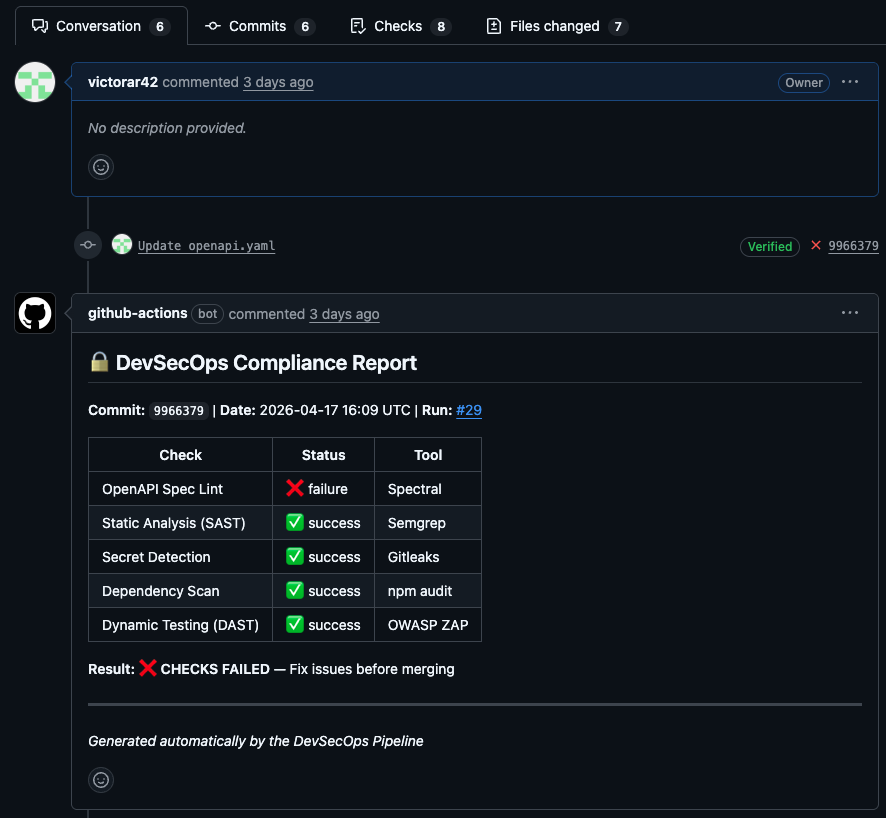 Conversation 6 Commits 6 Checks 8 Files changed 7
victorar42 commented 3 days ago Owner ...
No description provided.
Update openapi.yaml Verified 9966379
github-actions bot commented 3 days ago ...
DevSecOps Compliance Report
Commit: 9966379 | Date: 2026-04-17 16:09 UTC | Run: #29
Check Status Tool
OpenAPI Spec Lint ❌ failure Spectral
Static Analysis (SAST) ✅ success Semgrep
Secret Detection ✅ success Gitleaks
Dependency Scan ✅ success npm audit
Dynamic Testing (DAST) ✅ success OWASP ZAP
Result: ❌ CHECKS FAILED — Fix issues before merging
Generated automatically by the DevSecOps Pipeline